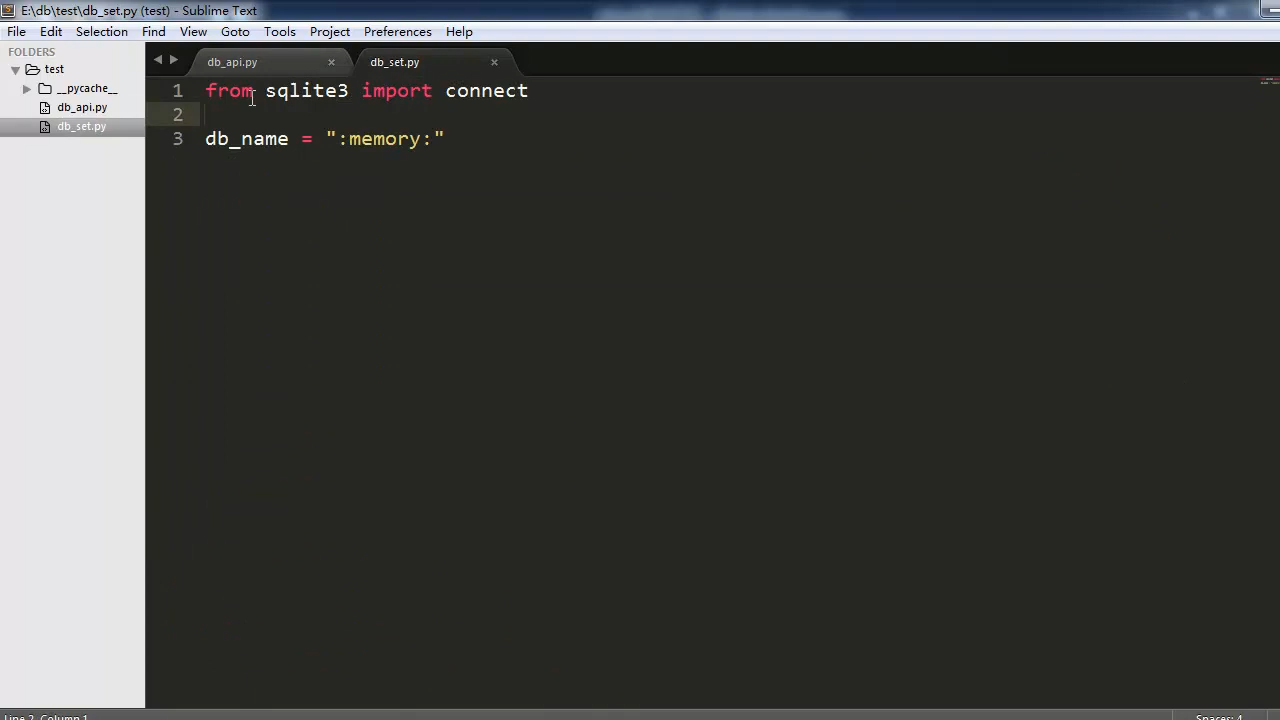 E:\db\test\db_set.py (test) - Sublime Text
File Edit Selection Find View Goto Tools Project Preferences Help
FOLDERS
test
__pycache__
db_api.py
db_set.py
db_api.py × db_set.py ×
1 from sqlite3 import connect
2
3 db_name = ":memory:"
Line 2, Column 1 Spaces: 4